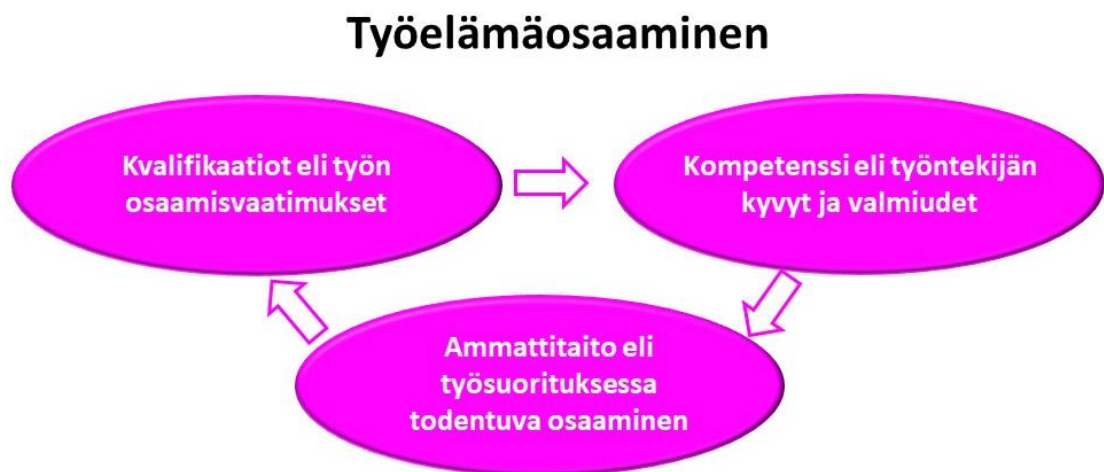 Työelämäosaaminen
Kvalifikaatiot eli työn
osaamisvaatimukset
Kompetenssi eli työntekijän
kyvyt ja valmiudet
Ammattitaito eli
työsuorituksessa
todentuva osaaminen